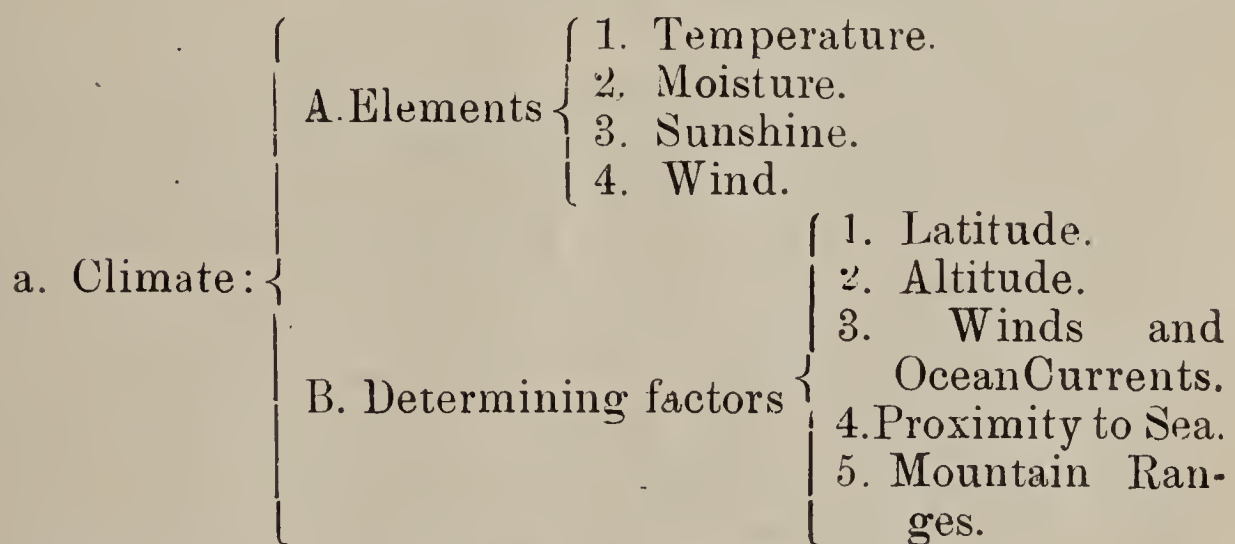 1. Temperature.
A.Elements 2. Moisture.
3. Sunshine.
4. Wind.
1. Latitude.
a. Climate: 2. Altitude.
3. Winds and
OceanCurrents.
B. Determining factors
4.Proximity to Sea.
5. Mountain Ran-
ges.